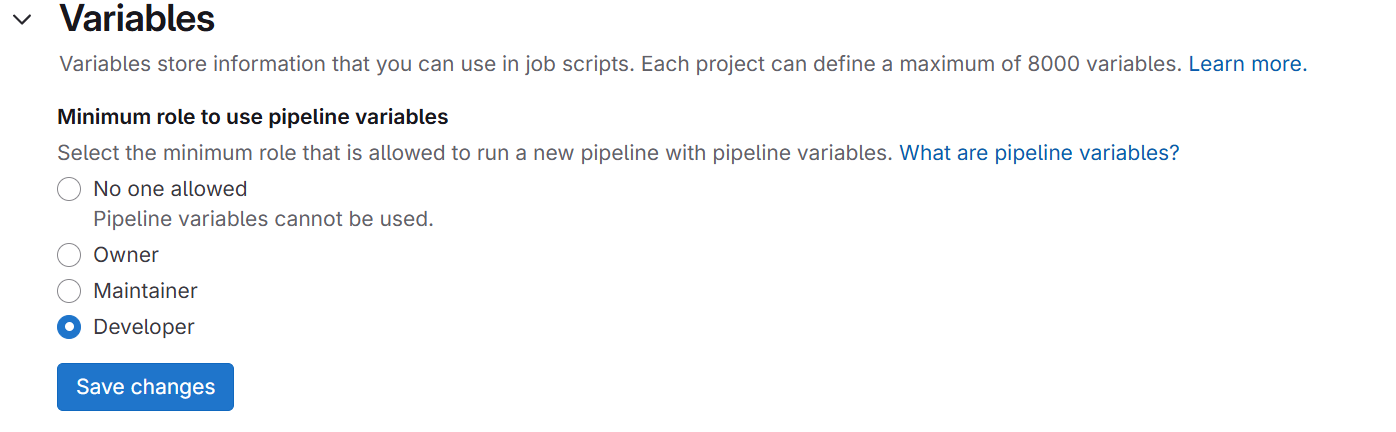 Variables
Variables store information that you can use in job scripts. Each project can define a maximum of 8000 variables. Learn more.
Minimum role to use pipeline variables
Select the minimum role that is allowed to run a new pipeline with pipeline variables. What are pipeline variables?
No one allowed
Pipeline variables cannot be used.
Owner
Maintainer
Developer
Save changes